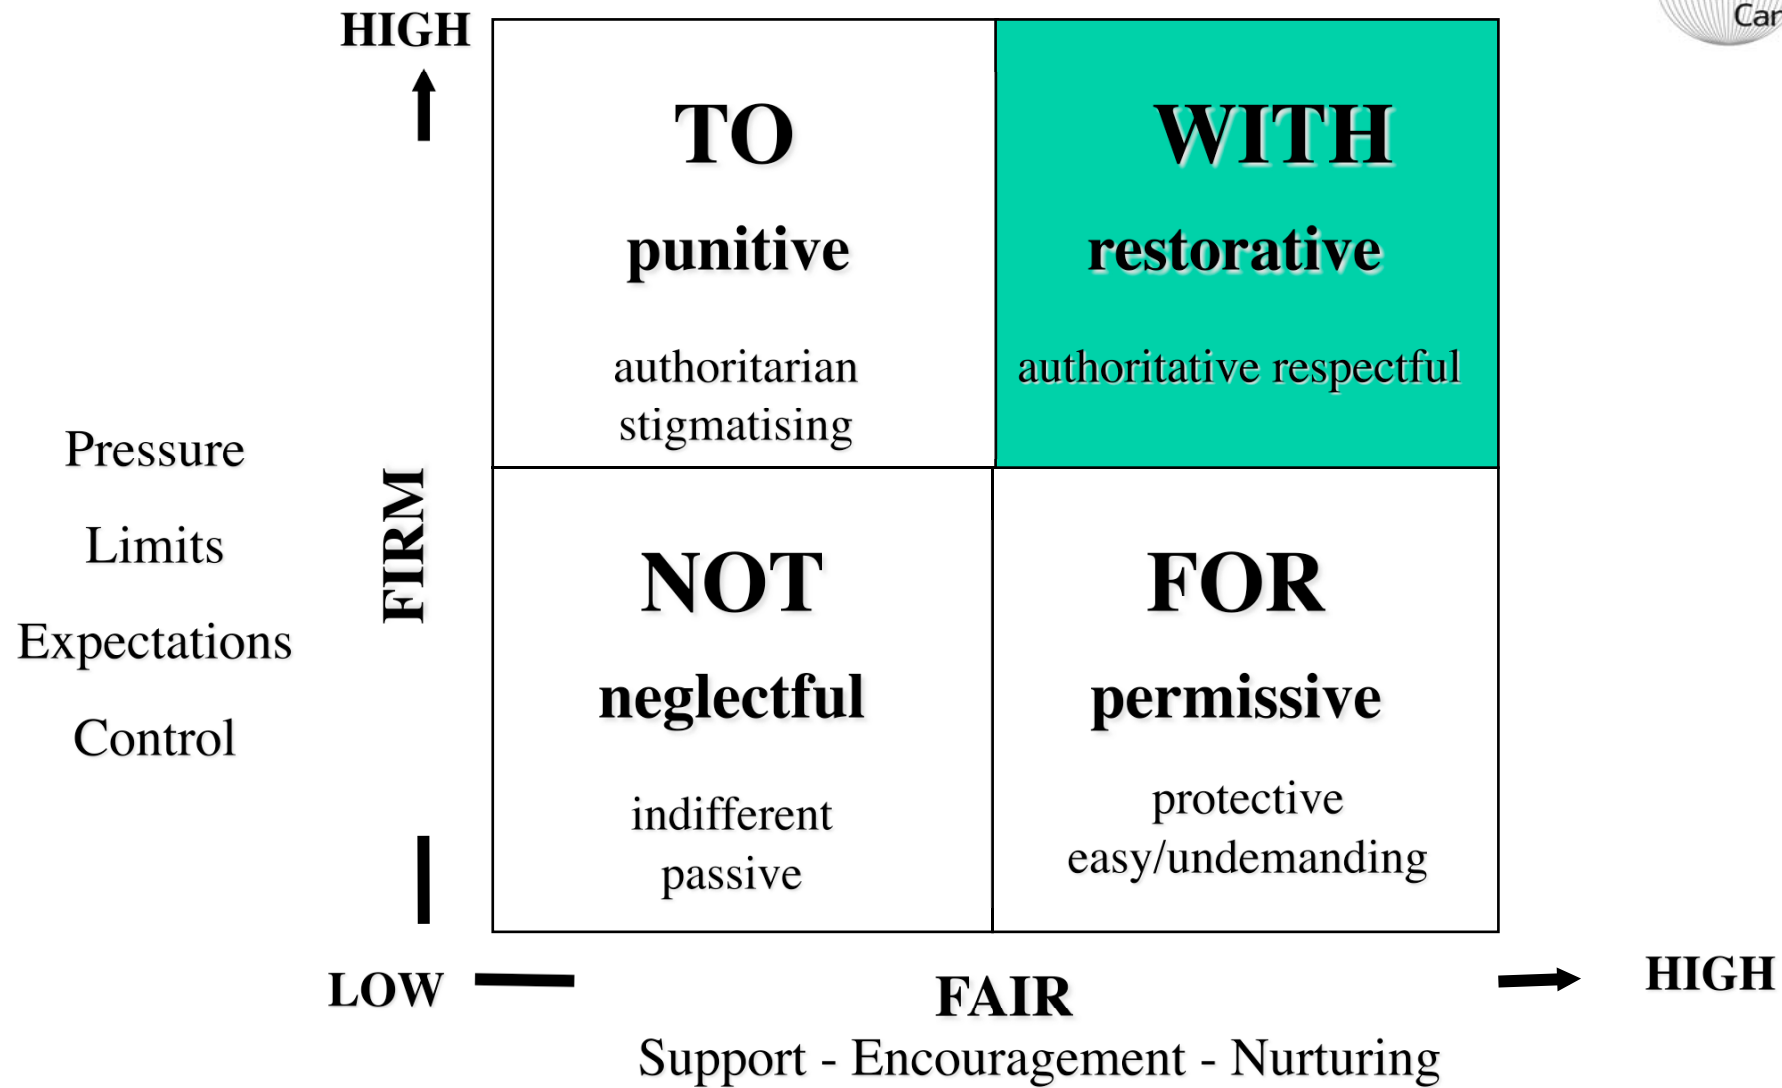 HIGH
TO
WITH
punitive
restorative
authoritarian
stigmatising
authoritative respectful
Pressure
Limits
Expectations
Control
FIRM
NOT
FOR
neglectful
permissive
indifferent
passive
protective
easy/undemanding
LOW
FAIR
HIGH
Support - Encouragement - Nurturing